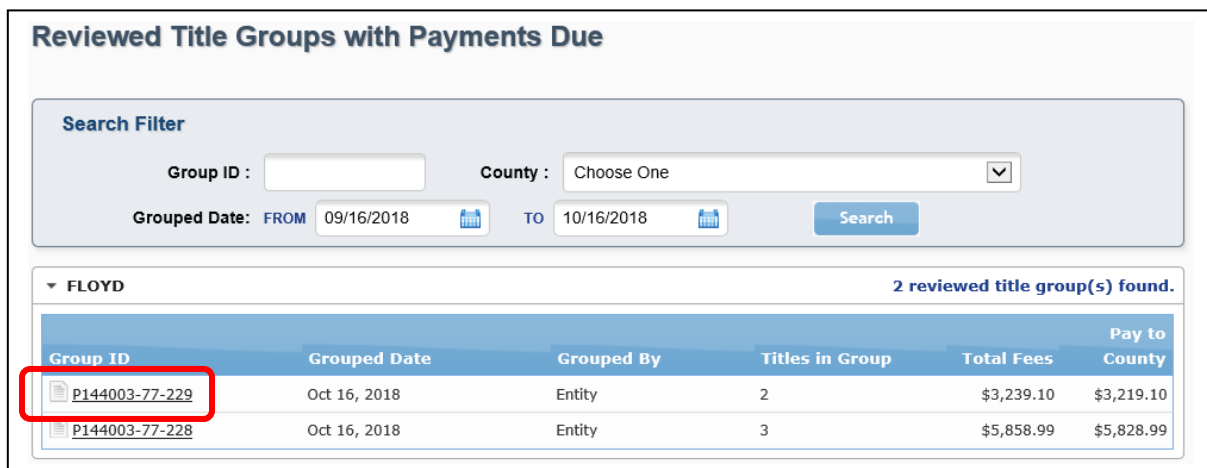 Reviewed Title Groups with Payments Due
Search Filter
Group ID : County : Choose One
Grouped Date: FROM 09/16/2018 TO 10/16/2018 Search
FLOYD 2 reviewed title group(s) found.
Group ID Grouped Date Grouped By Titles in Group Total Fees Pay to County
P144003-77-229 Oct 16, 2018 Entity 2 $3,239.10 $3,219.10
P144003-77-228 Oct 16, 2018 Entity 3 $5,858.99 $5,828.99